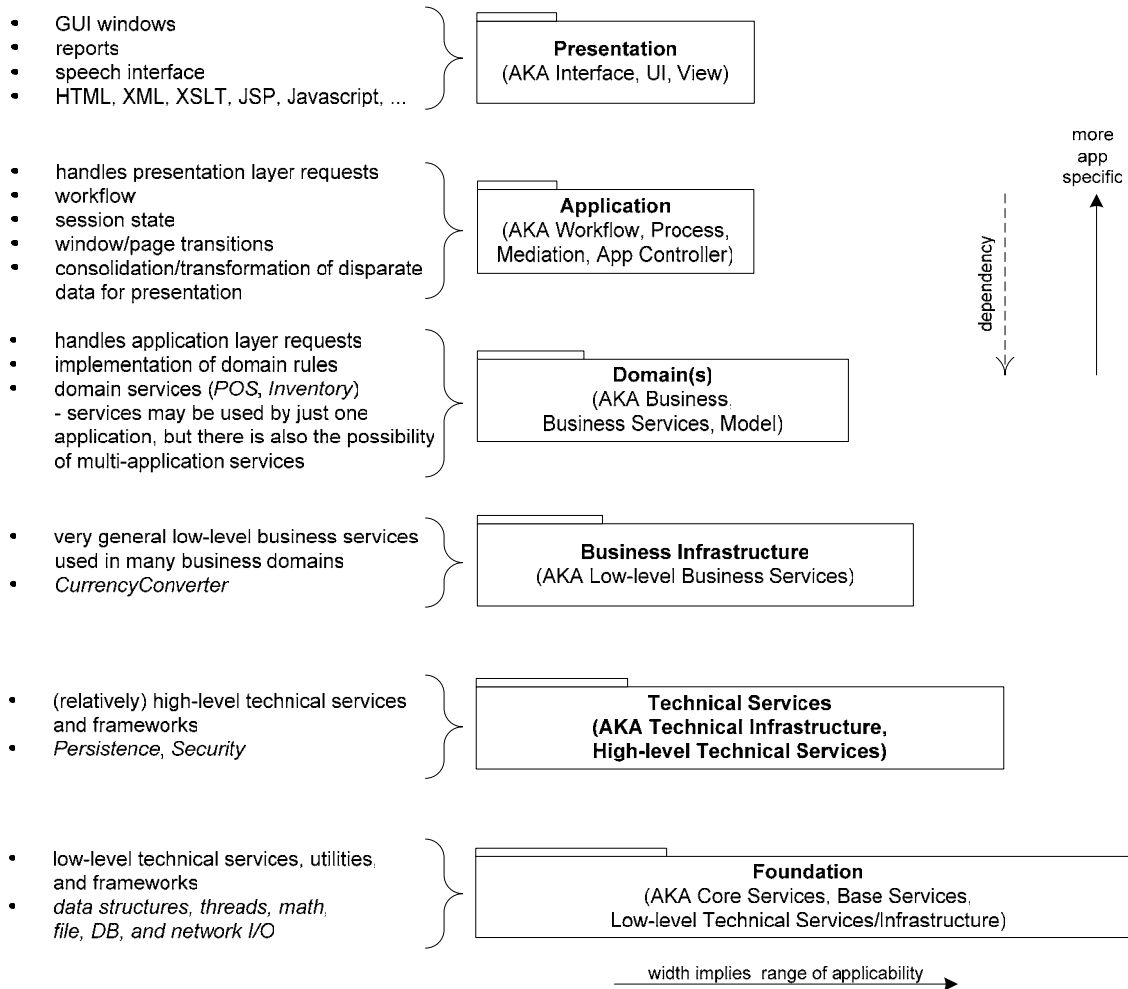 • GUI windows
• reports
• speech interface
• HTML, XML, XSLT, JSP, Javascript, ...
Presentation
(AKA Interface, UI, View)
more
app
specific
dependency
• handles presentation layer requests
• workflow
• session state
• window/page transitions
• consolidation/transformation of disparate
data for presentation
Application
(AKA Workflow, Process,
Mediation, App Controller)
• handles application layer requests
• implementation of domain rules
• domain services (POS, Inventory)
- services may be used by just one
application, but there is also the possibility
of multi-application services
Domain(s)
(AKA Business,
Business Services, Model)
• very general low-level business services
used in many business domains
• CurrencyConverter
Business Infrastructure
(AKA Low-level Business Services)
• (relatively) high-level technical services
and frameworks
• Persistence, Security
Technical Services
(AKA Technical Infrastructure,
High-level Technical Services)
• low-level technical services, utilities,
and frameworks
• data structures, threads, math,
file, DB, and network I/O
Foundation
(AKA Core Services, Base Services,
Low-level Technical Services/Infrastructure)
width implies range of applicability